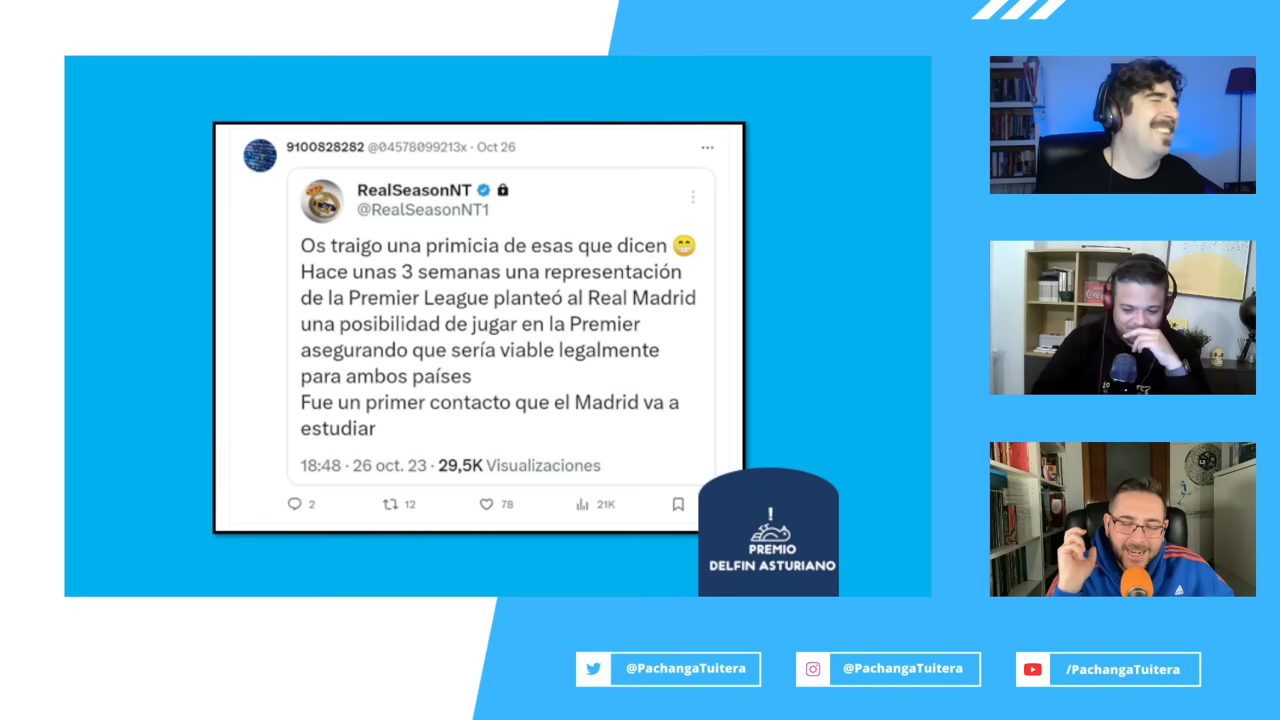 9100828282 @04578099213x · Oct 26
RealSeasonNT
@RealSeasonNT1
Os traigo una primicia de esas que dicen 😁
Hace unas 3 semanas una representación
de la Premier League planteó al Real Madrid
una posibilidad de jugar en la Premier
asegurando que sería viable legalmente
para ambos países
Fue un primer contacto que el Madrid va a
estudiar
18:48 · 26 oct. 23 · 29,5K Visualizaciones
2 12 78 21K
PREMIO
DELFIN ASTURIANO
@PachangaTuitera @PachangaTuitera /PachangaTuitera